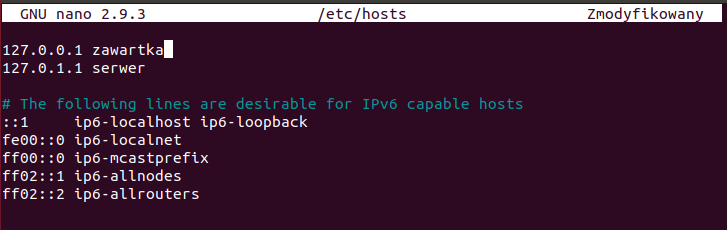 GNU nano 2.9.3 /etc/hosts Zmodyfikowany
127.0.0.1 zawartka
127.0.1.1 serwer
# The following lines are desirable for IPv6 capable hosts
::1 ip6-localhost ip6-loopback
fe00::0 ip6-localnet
ff00::0 ip6-mcastprefix
ff02::1 ip6-allnodes
ff02::2 ip6-allrouters